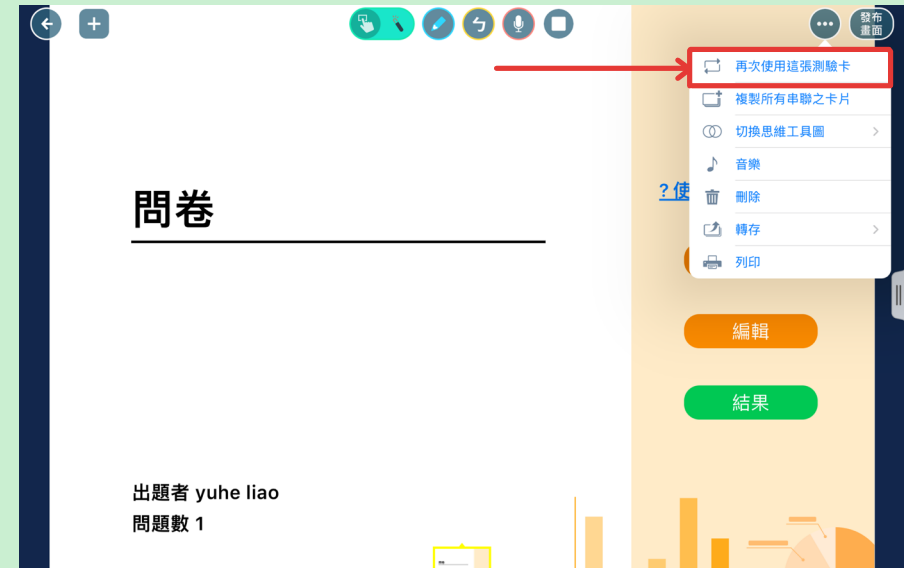 發布
畫面
再次使用這張測驗卡
複製所有串聯之卡片
切換思維工具圖
音樂
?使
刪除
問卷
轉存
列印
編輯
結果
出題者 yuhe liao
問題數 1